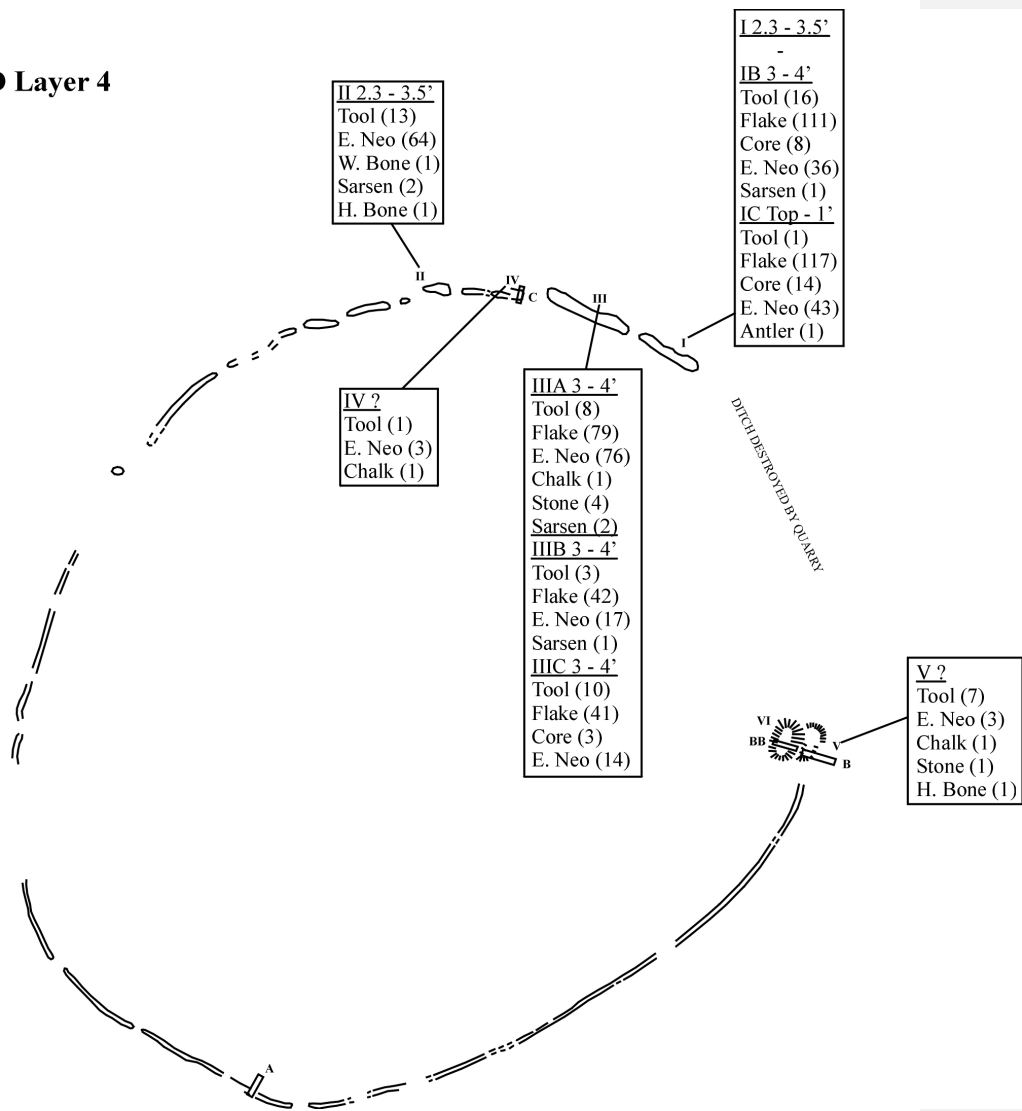 Layer 4
I 2.3 - 3.5’
-
IB 3 - 4’
Tool (16)
Flake (111)
Core (8)
E. Neo (36)
Sarsen (1)
IC Top - 1’
Tool (1)
Flake (117)
Core (14)
E. Neo (43)
Antler (1)
II 2.3 - 3.5’
Tool (13)
E. Neo (64)
W. Bone (1)
Sarsen (2)
H. Bone (1)
II
IV
C
III
I
IV ?
Tool (1)
E. Neo (3)
Chalk (1)
IIIA 3 - 4’
Tool (8)
Flake (79)
E. Neo (76)
Chalk (1)
Stone (4)
Sarsen (2)
IIIB 3 - 4’
Tool (3)
Flake (42)
E. Neo (17)
Sarsen (1)
IIIC 3 - 4’
Tool (10)
Flake (41)
Core (3)
E. Neo (14)
DITCH DESTROYED BY QUARRY
V ?
Tool (7)
E. Neo (3)
Chalk (1)
Stone (1)
H. Bone (1)
VI
BB
V
B
A